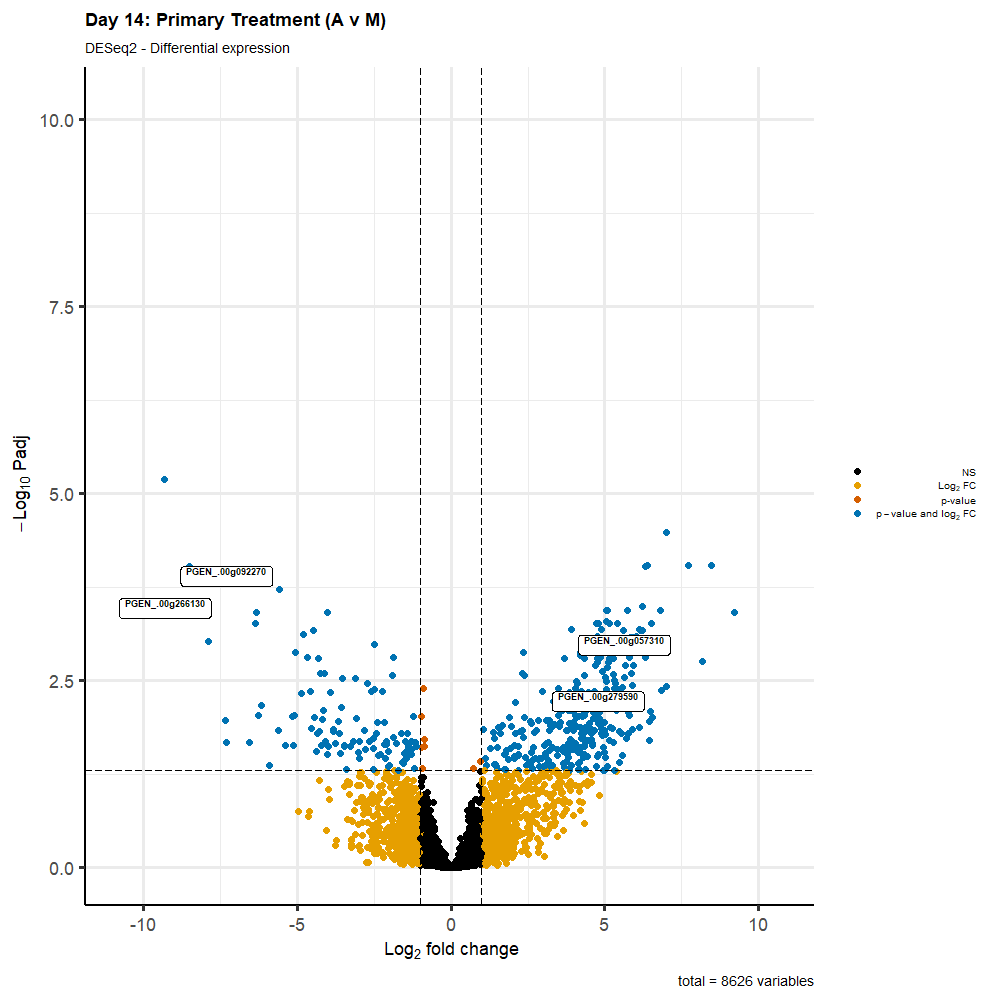 Day 14: Primary Treatment (A v M)
DESeq2 - Differential expression
10.0
7.5
5.0
2.5
0.0
−Log10 Padj
PGEN_.00g092270
PGEN_.00g266130
PGEN_.00g057310
PGEN_.00g279590
NS
Log2 FC
p-value
p − value and log2 FC
-10
-5
0
5
10
Log2 fold change
total = 8626 variables